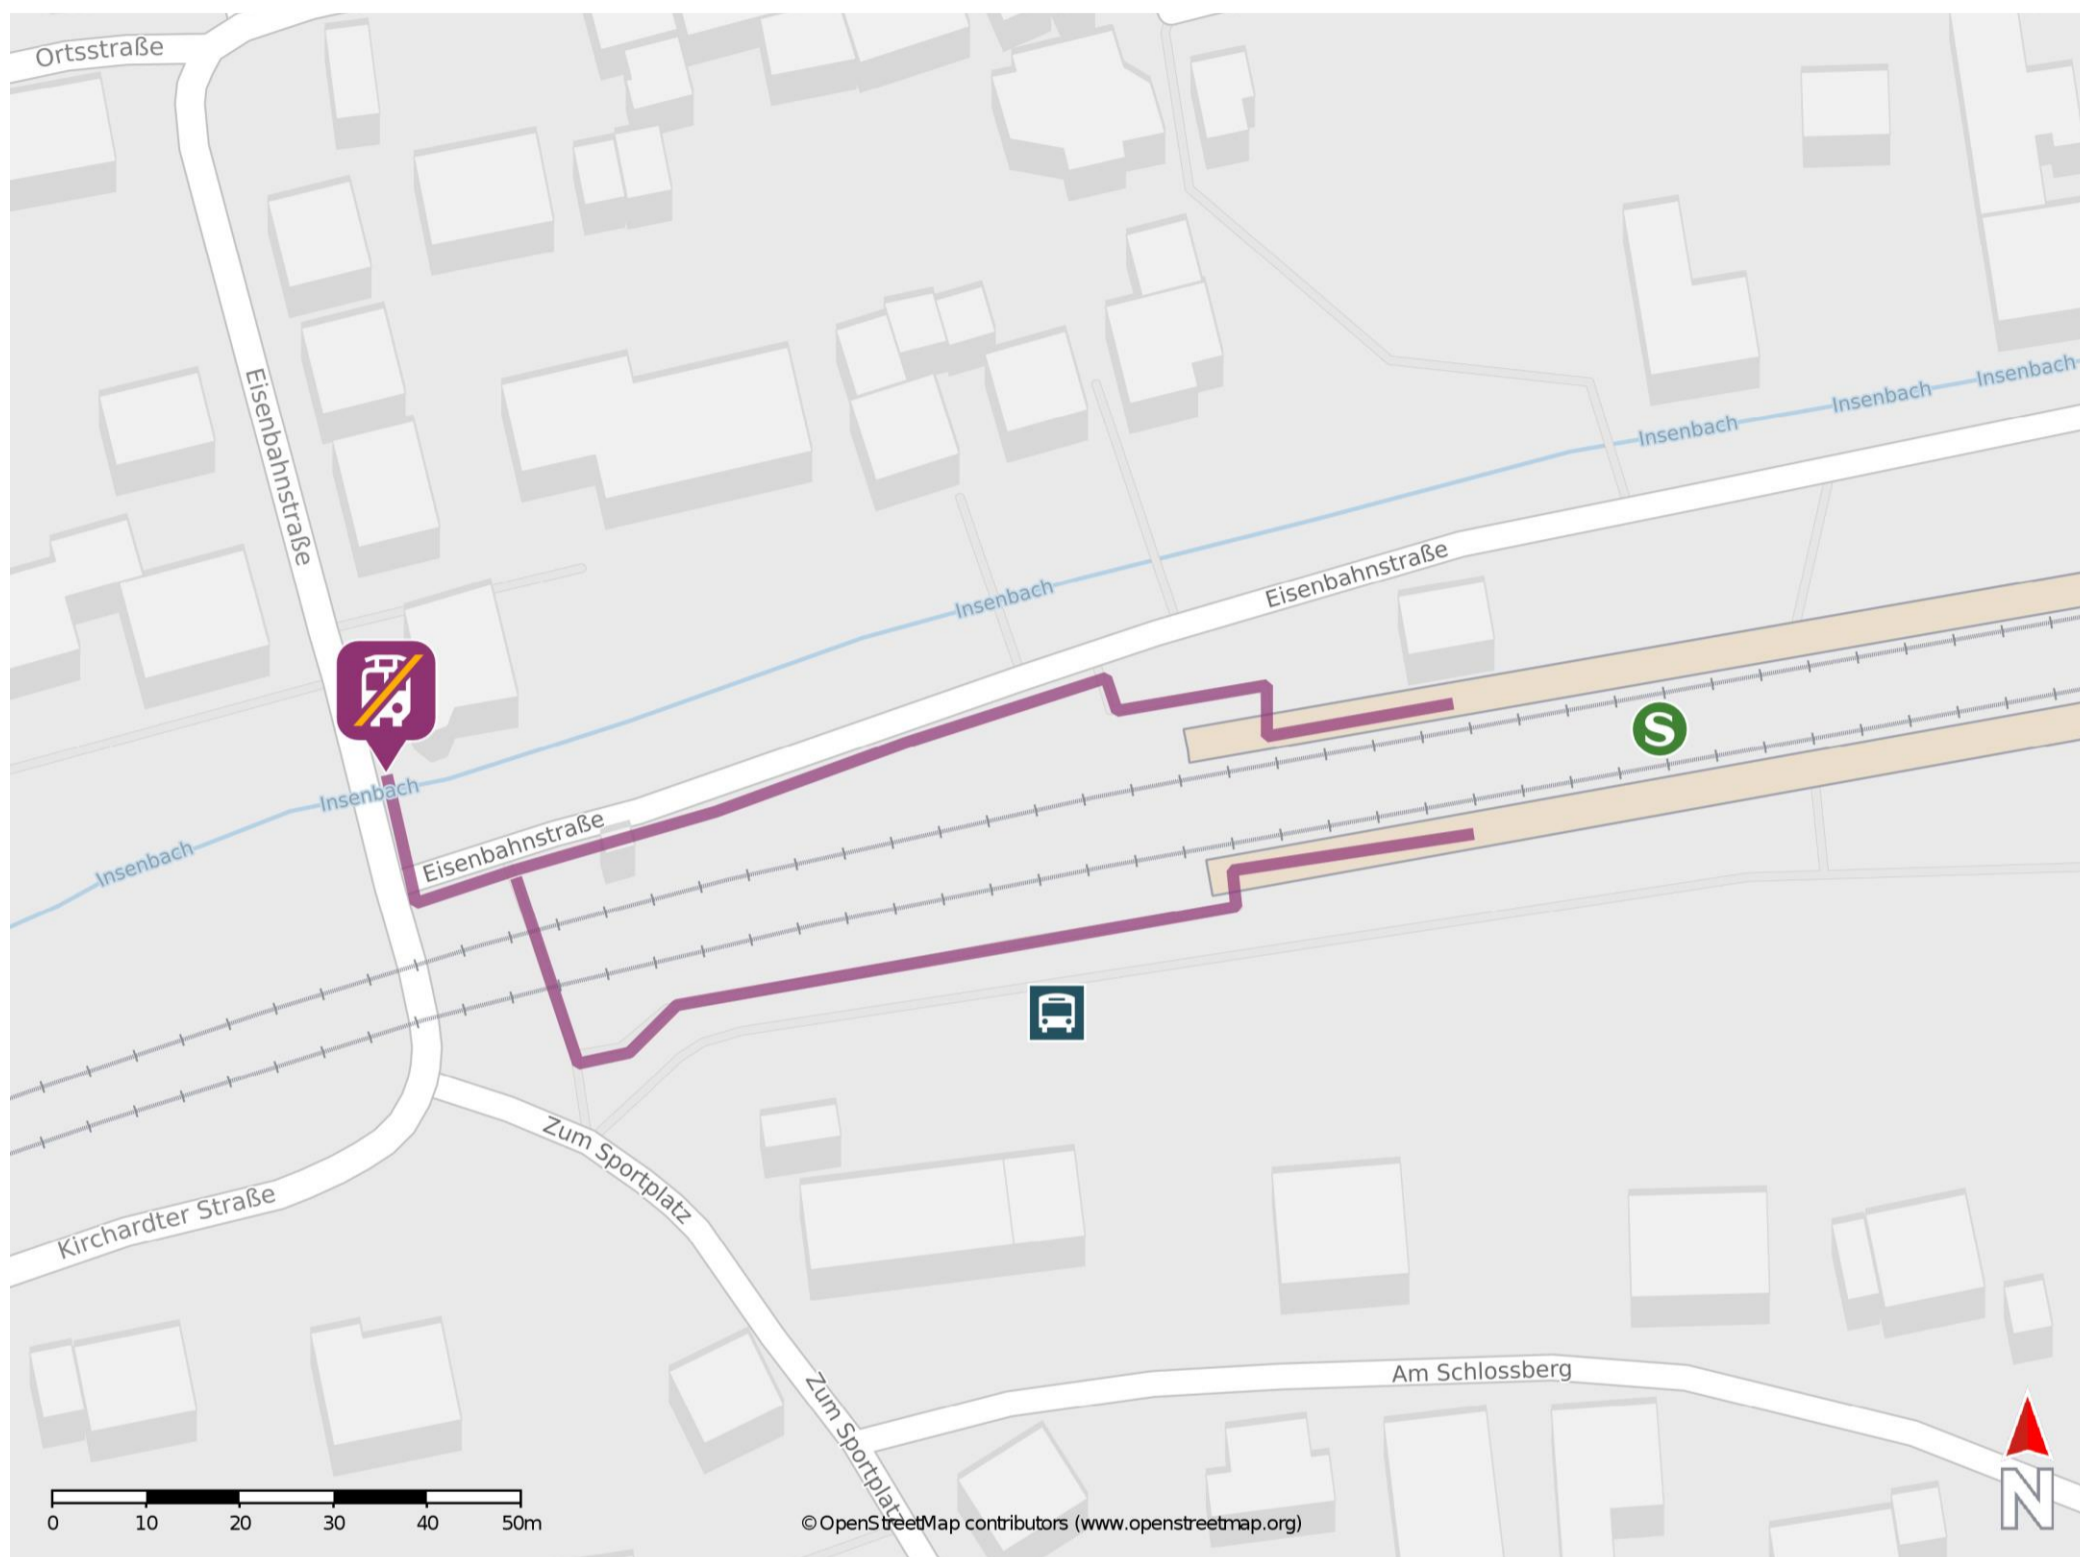 Ortsstraße
Eisenbahnstraße
Insenbach
Insenbach
Insenbach
Insenbach
Eisenbahnstraße
Insenbach
S
Insenbach
Eisenbahnstraße
Insenbach
Zum Sportplatz
Kirchardter Straße
Am Schlossberg
Zum Sportplatz
N
0 10 20 30 40 50m
©OpenStreetMap contributors (www.openstreetmap.org)